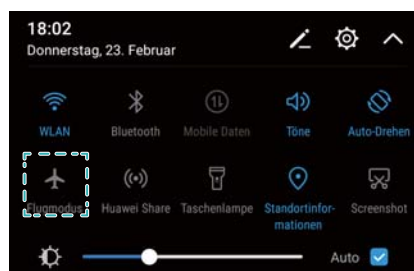 18:02
Donnerstag, 23. Februar
WLAN Bluetooth Mobile Daten Töne Auto-Drehen
Flugmodus Huawei Share Taschenlampe Standortinfor- Screenshot
mationen
Auto